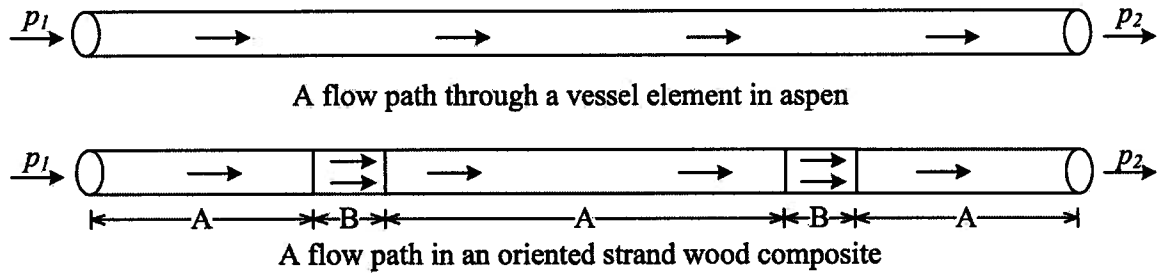 p1 p2
A flow path through a vessel element in aspen
p1 p2
A B A B A
A flow path in an oriented strand wood composite